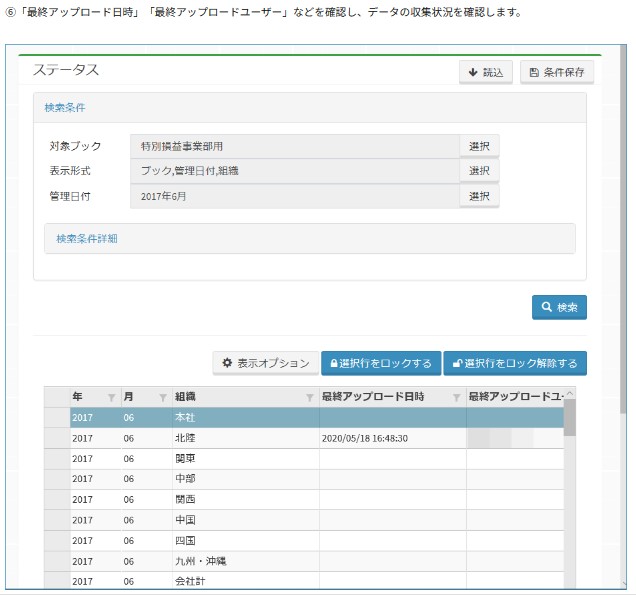 ⑥「最終アップロード日時」「最終アップロードユーザー」などを確認し、データの収集状況を確認します。
ステータス
読込 条件保存
検索条件
対象ブック 特別損益事業部用 選択
表示形式 ブック,管理日付,組織 選択
管理日付 2017年6月 選択
検索条件詳細
検索
表示オプション 選択行をロックする 選択行をロック解除する
年 月 組織 最終アップロード日時 最終アップロードユー
2017 06 本社
2017 06 北陸 2020/05/18 16:48:30
2017 06 関東
2017 06 中部
2017 06 関西
2017 06 中国
2017 06 四国
2017 06 九州・沖縄
2017 06 会社計